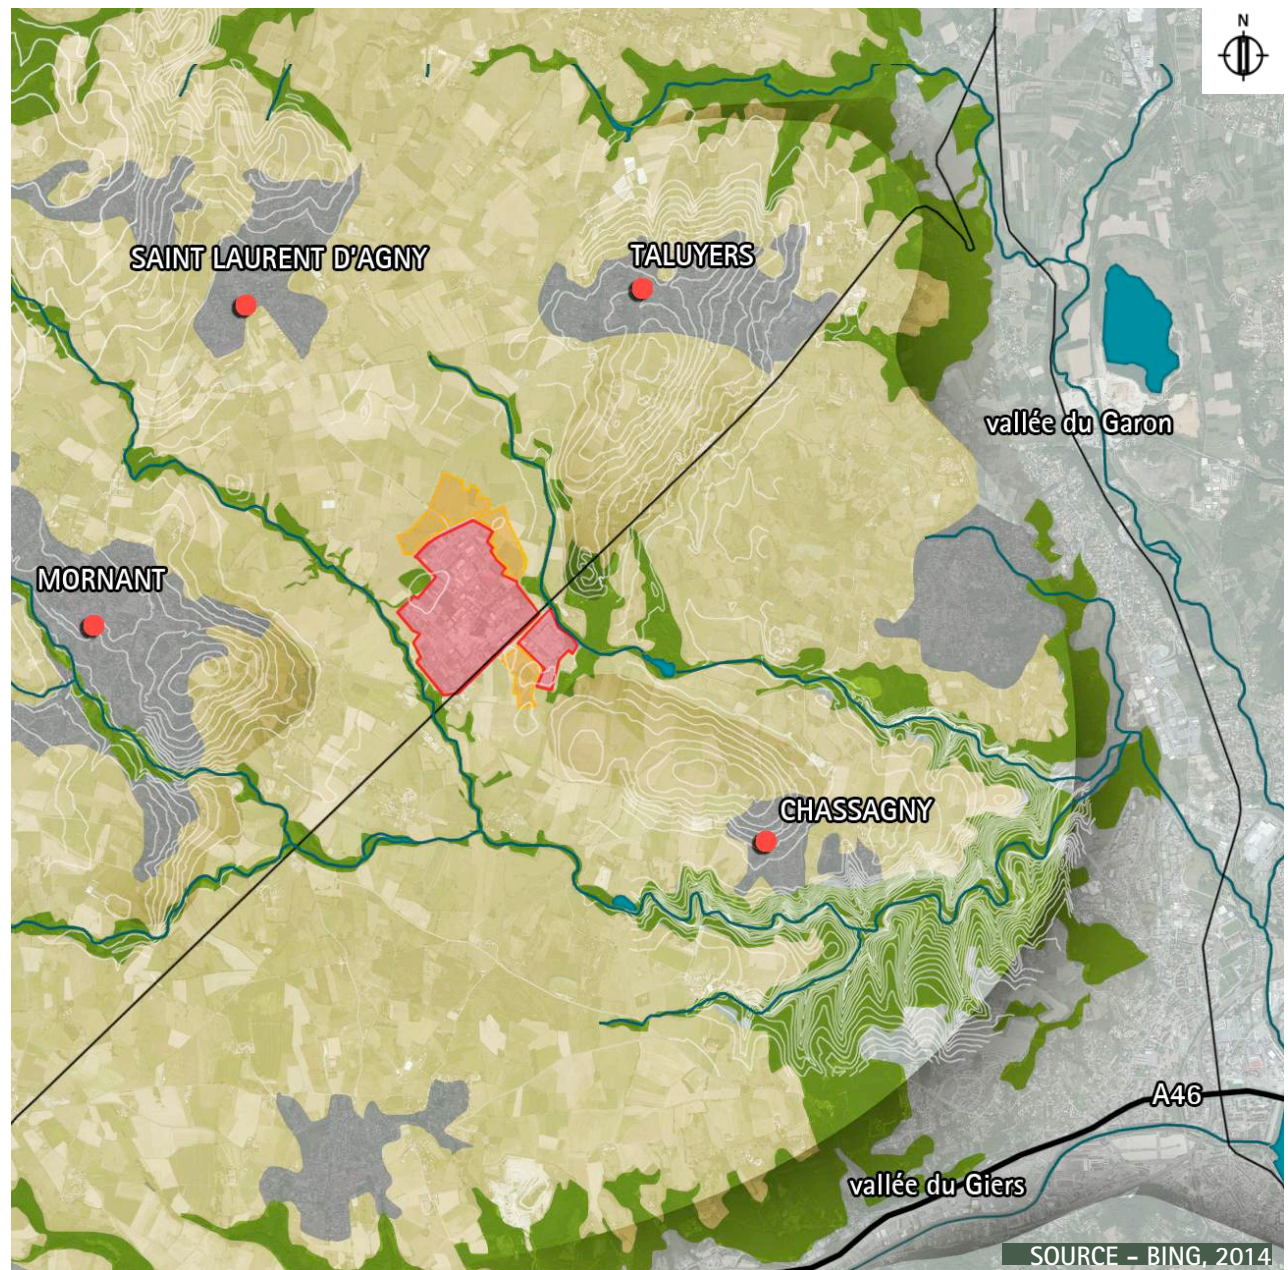 N
SAINT LAURENT D'AGNY
TALUYERS
vallée du Garon
MORNANT
CHASSAGNY
A46
vallée du Giers
SOURCE – BING, 2014